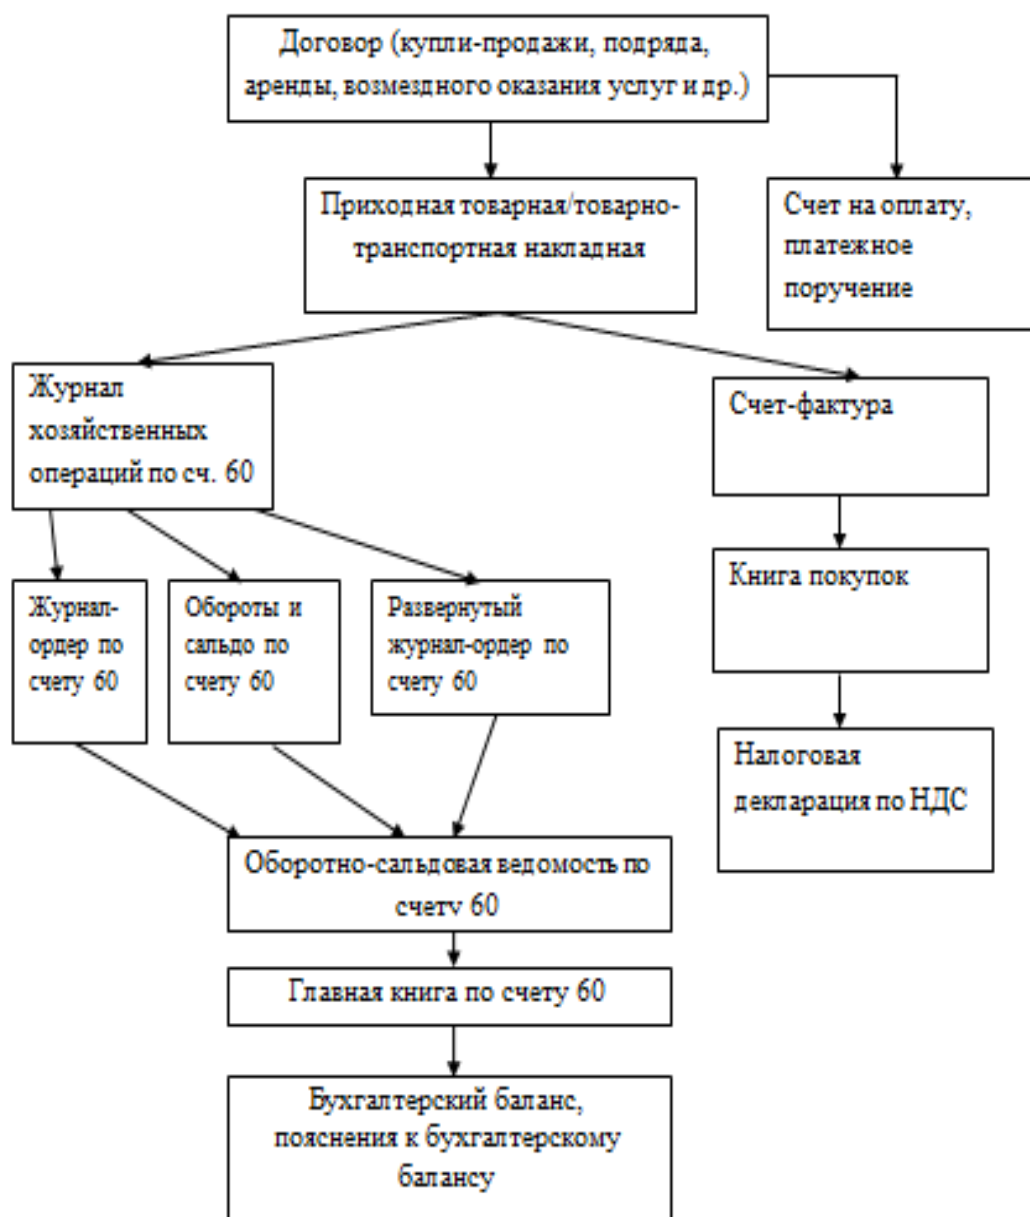 Договор (купли-продажи, подряда,
аренды, возмездного оказания услуг и др.)
Приходная товарная/товарно-
транспортная накладная
Счет на оплату,
платежное
поручение
Журнал
хозяйственных
операций по сч. 60
Счет-фактура
Журнал-
ордер по
счету 60
Обороты и
сальдо по
счету 60
Развернутый
журнал-ордер по
счету 60
Книга покупок
Налоговая
декларация по НДС
Оборотно-сальдовая ведомость по
счету 60
Главная книга по счету 60
Бухгалтерский баланс,
пояснения к бухгалтерскому
балансу